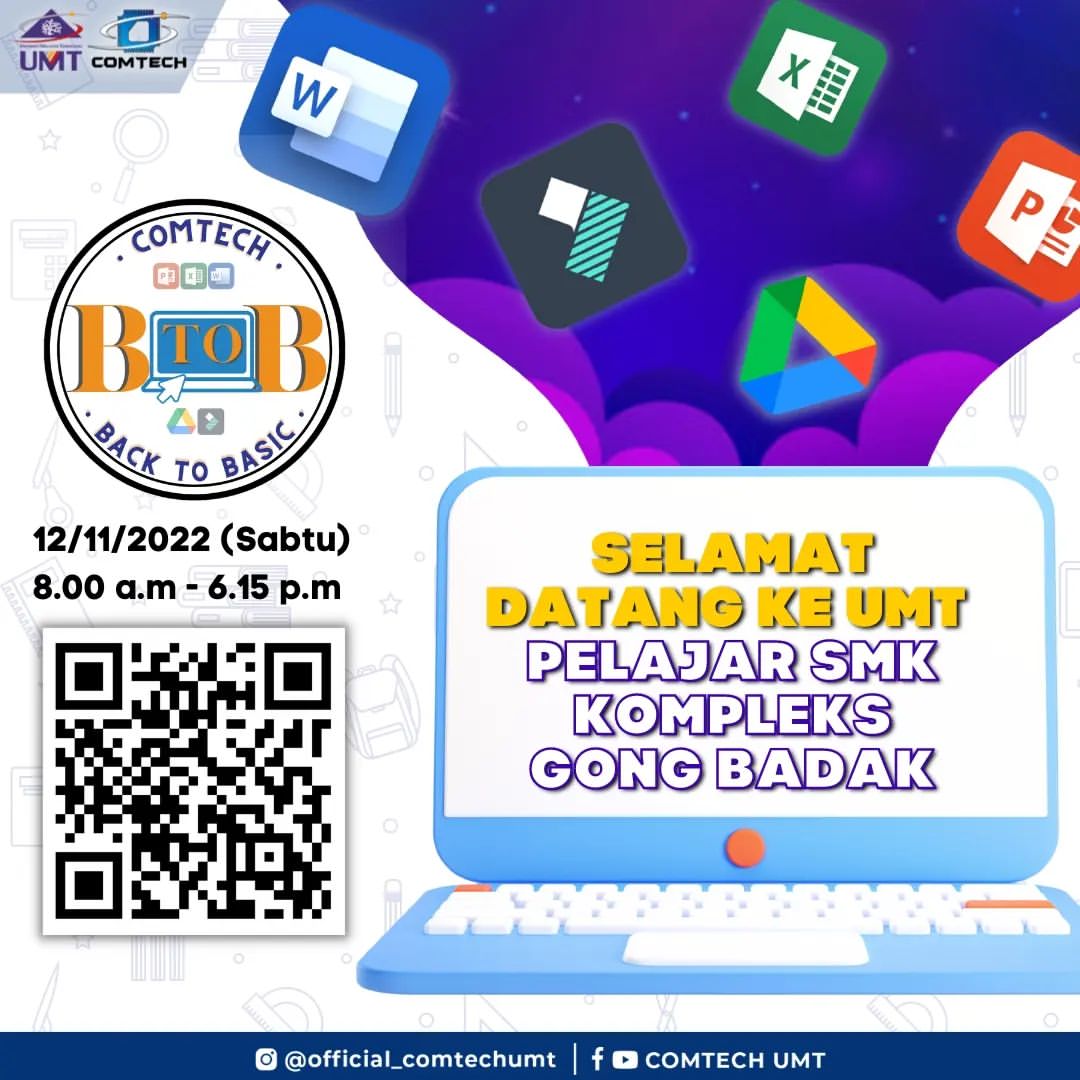 UMT COMTECH
W
X
P
COMTECH
P X W
B TO B
BACK TO BASIC
12/11/2022 (Sabtu)
8.00 a.m - 6.15 p.m
SELAMAT
DATANG KE UMT
PELAJAR SMK
KOMPLEKS
GONG BADAK
@official_comtechumt | COMTECH UMT